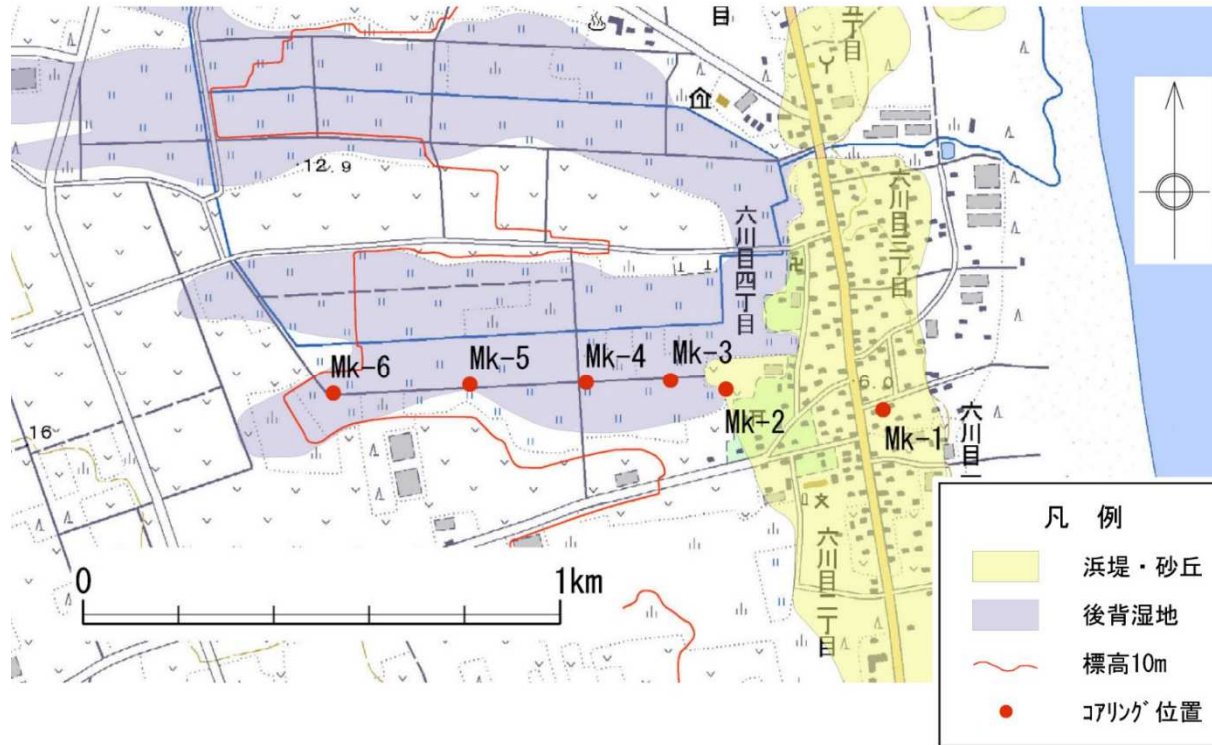 五丁目
目
12.9
六川目三丁目
六川目四丁目
Mk-6
Mk-5
Mk-4
Mk-3
Mk-2
6.0
Mk-1
16
文
六川目二丁目
0
1km
凡 例
浜堤・砂丘
後背湿地
標高10m
コアリング位置